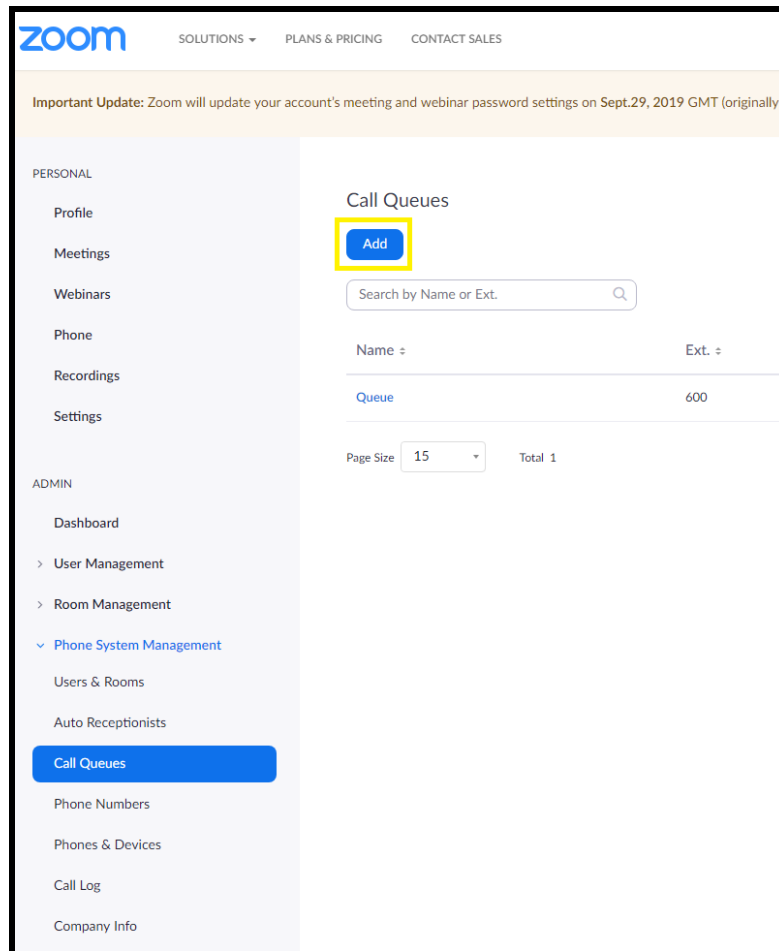 zoom SOLUTIONS PLANS & PRICING CONTACT SALES
Important Update: Zoom will update your account's meeting and webinar password settings on Sept.29, 2019 GMT (originally
PERSONAL
Profile
Meetings
Webinars
Phone
Recordings
Settings
ADMIN
Dashboard
User Management
Room Management
Phone System Management
Users & Rooms
Auto Receptionists
Call Queues
Phone Numbers
Phones & Devices
Call Log
Company Info
Call Queues
Add
Search by Name or Ext.
Name Ext.
Queue 600
Page Size 15 Total 1